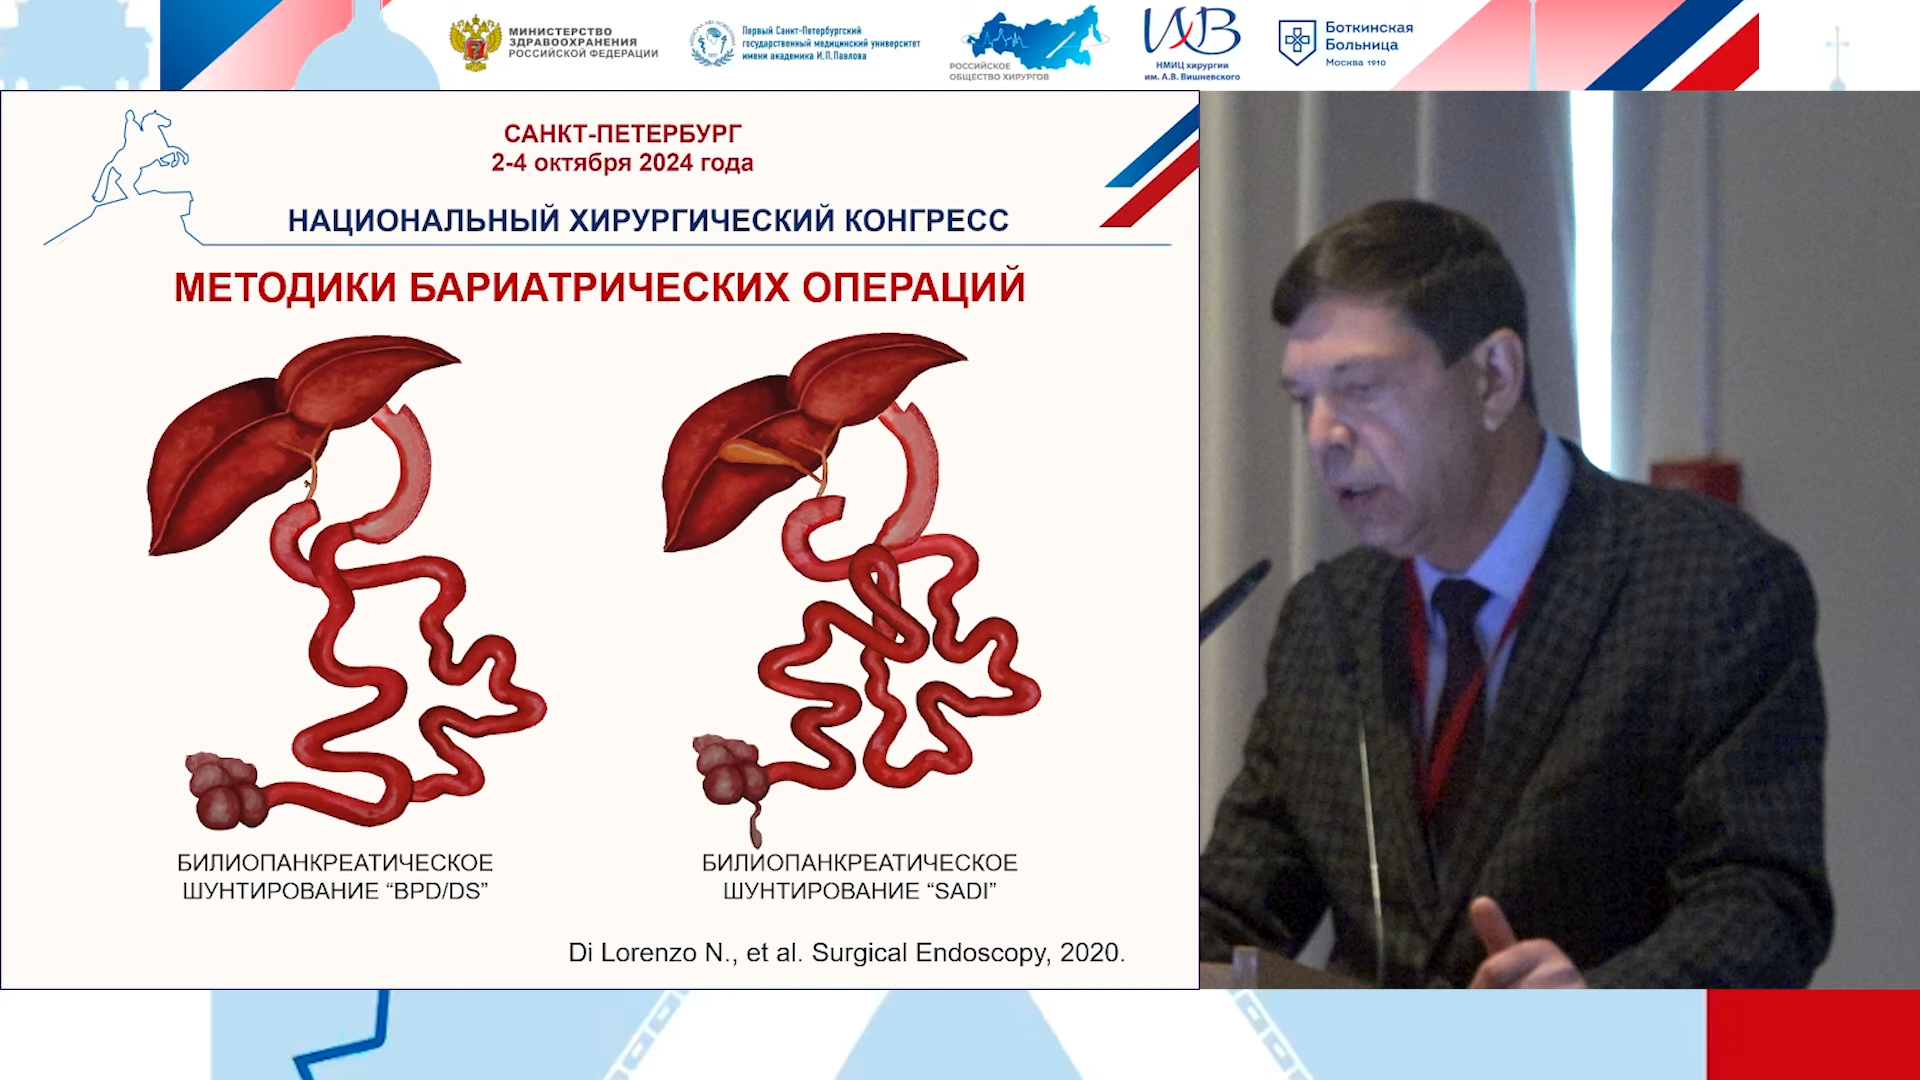 МИНИСТЕРСТВО
ЗДРАВООХРАНЕНИЯ
РОССИЙСКОЙ ФЕДЕРАЦИИ
Первый Санкт-Петербургский
государственный медицинский университет
имени академика И.П.Павлова
РОССИЙСКОЕ
ОБЩЕСТВО ХИРУРГОВ
НМИЦ хирургии
им. А.В. Вишневского
Боткинская
Больница
Москва 1910
САНКТ-ПЕТЕРБУРГ
2-4 октября 2024 года
НАЦИОНАЛЬНЫЙ ХИРУРГИЧЕСКИЙ КОНГРЕСС
МЕТОДИКИ БАРИАТРИЧЕСКИХ ОПЕРАЦИЙ
БИЛИОПАНКРЕАТИЧЕСКОЕ
ШУНТИРОВАНИЕ “BPD/DS”
БИЛИОПАНКРЕАТИЧЕСКОЕ
ШУНТИРОВАНИЕ “SADI”
Di Lorenzo N., et al. Surgical Endoscopy, 2020.